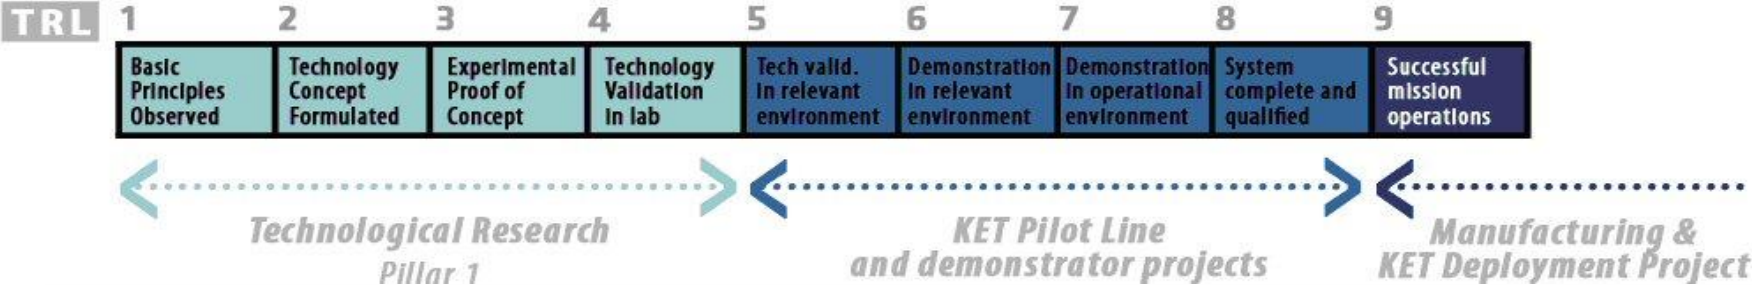 TRL 1 2 3 4 5 6 7 8 9
Basic
Principles
Observed
Technology
Concept
Formulated
Experimental
Proof of
Concept
Technology
Validation
in lab
Tech valid.
in relevant
environment
Demonstration
in relevant
environment
Demonstration
in operational
environment
System
complete and
qualified
Successful
mission
operations
Technological Research
Pillar 1
KET Pilot Line
and demonstrator projects
Manufacturing &
KET Deployment Project